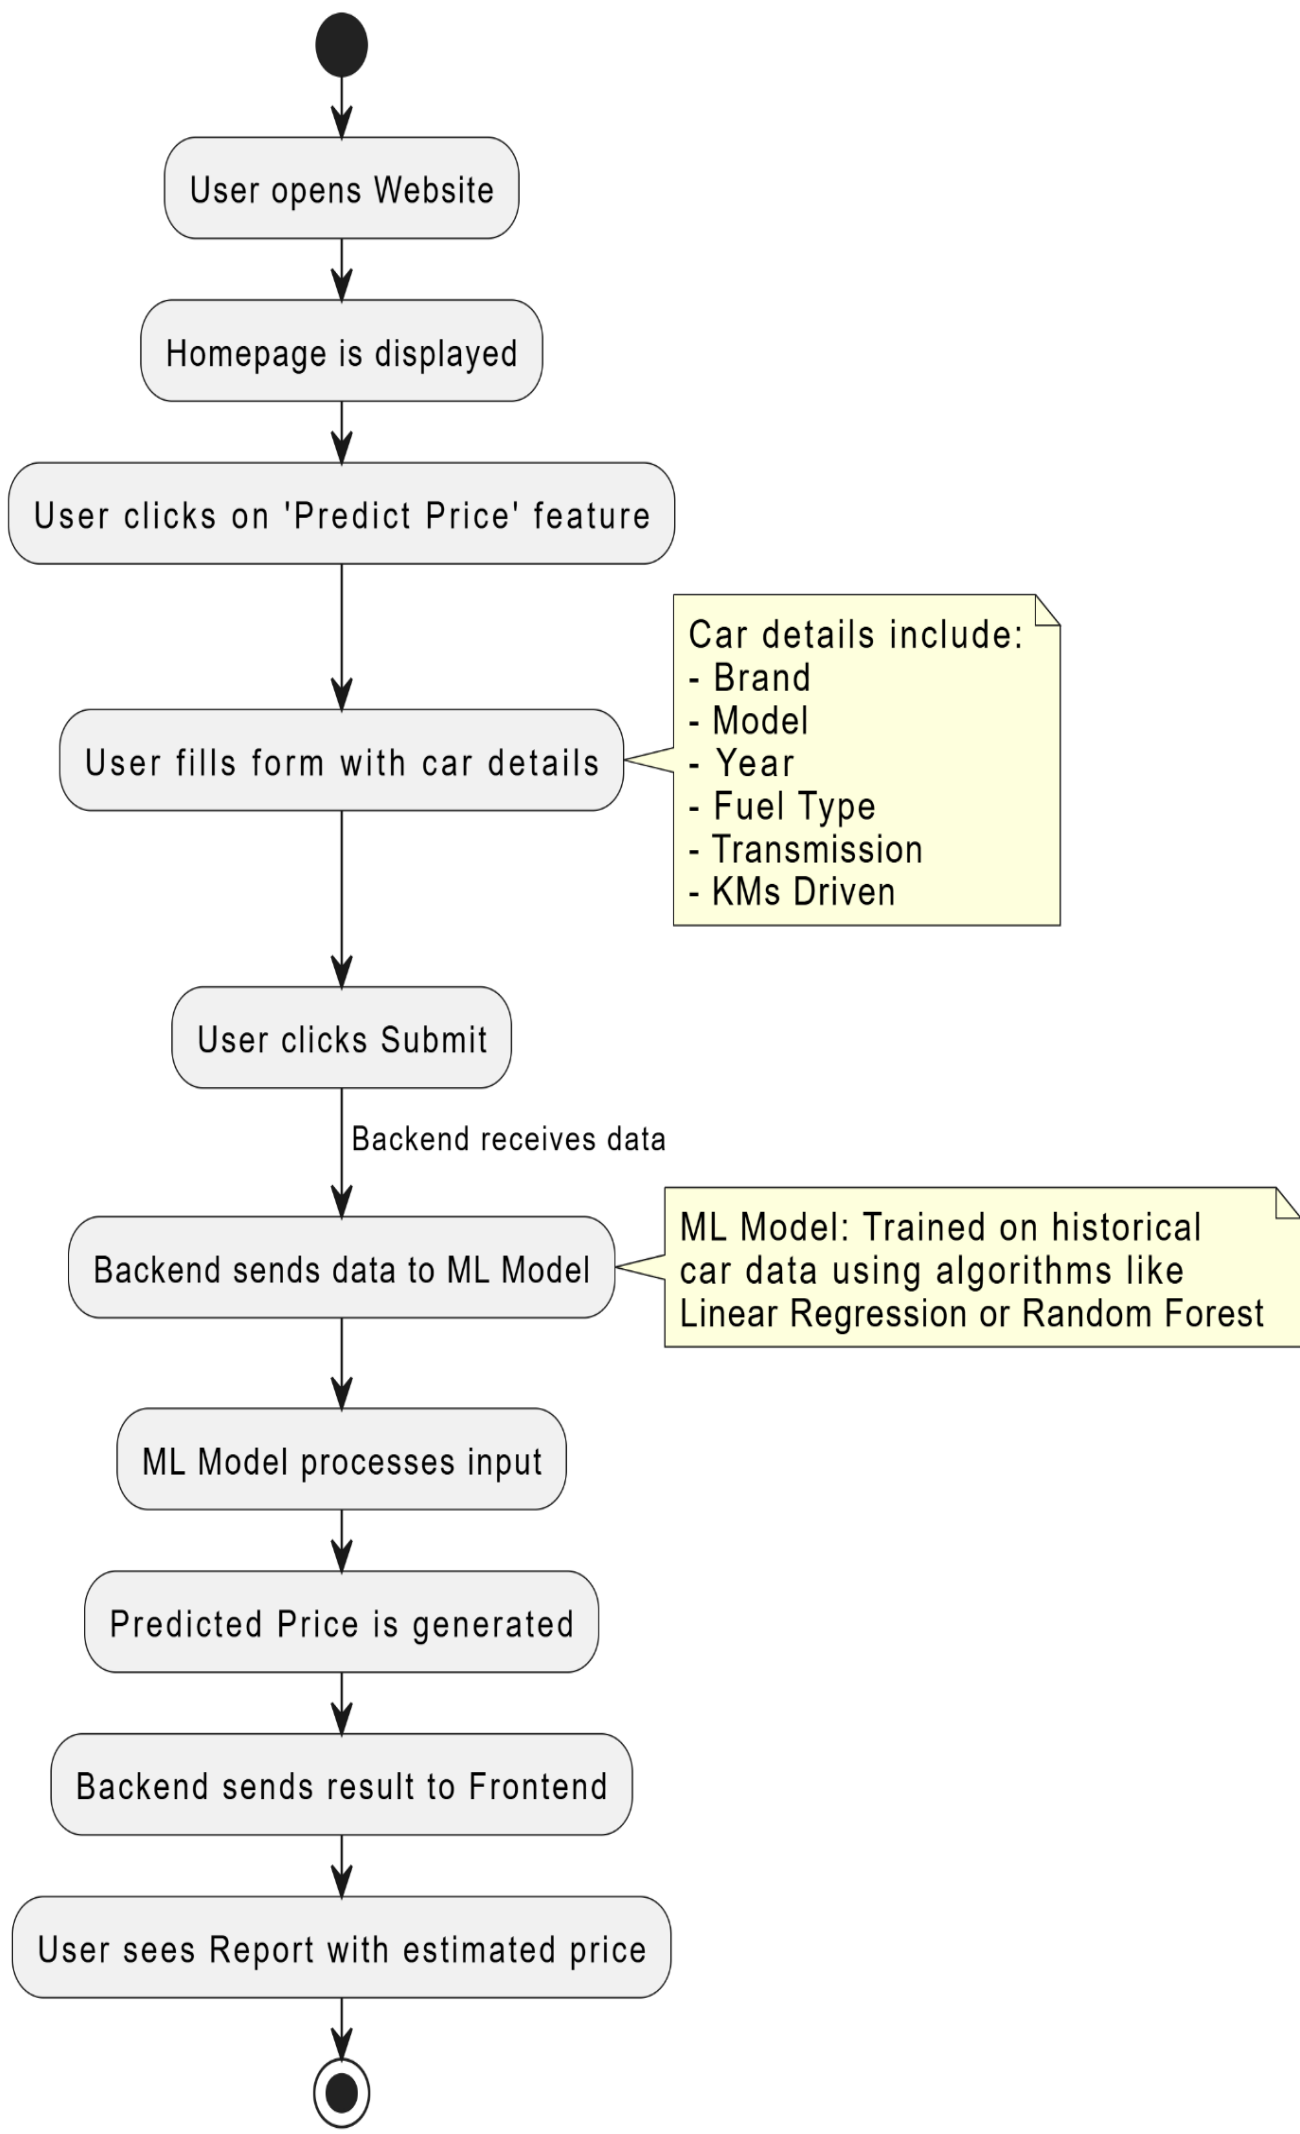 User opens Website
Homepage is displayed
User clicks on 'Predict Price' feature
Car details include:
- Brand
- Model
- Year
- Fuel Type
- Transmission
- KMs Driven
User fills form with car details
User clicks Submit
Backend receives data
ML Model: Trained on historical
car data using algorithms like
Linear Regression or Random Forest
Backend sends data to ML Model
ML Model processes input
Predicted Price is generated
Backend sends result to Frontend
User sees Report with estimated price